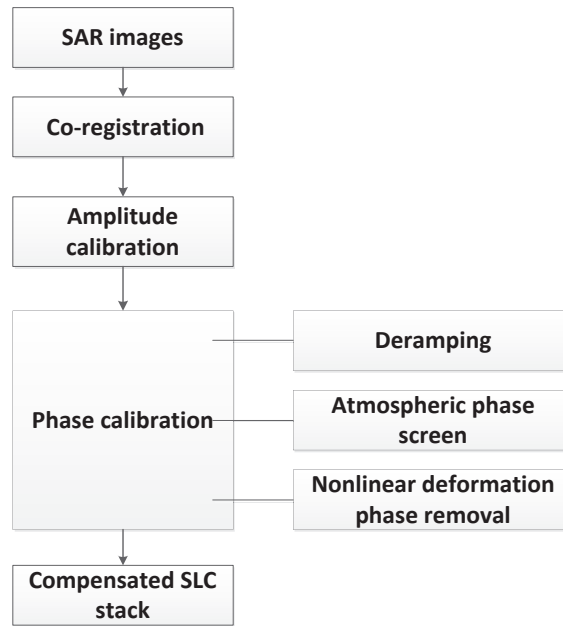 SAR images
Co-registration
Amplitude
calibration
Phase calibration
Deramping
Atmospheric phase
screen
Nonlinear deformation
phase removal
Compensated SLC
stack